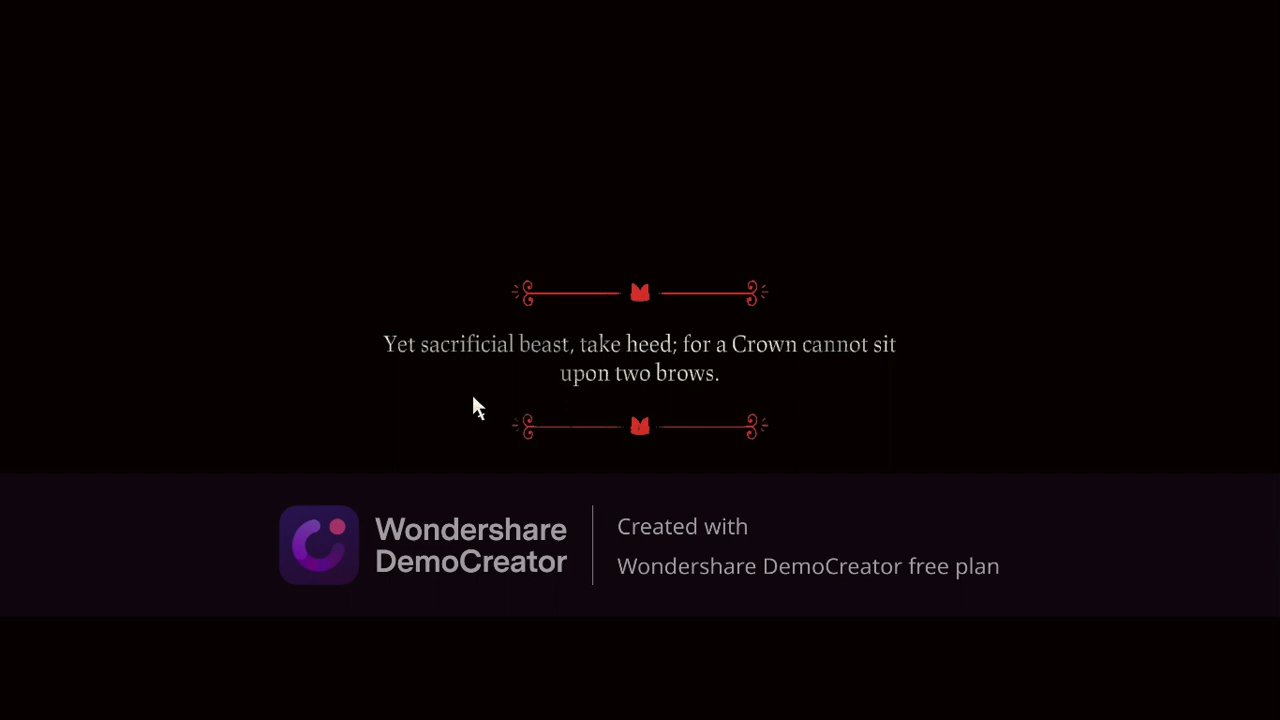 Yet sacrificial beast, take heed; for a Crown cannot sit
upon two brows.
Wondershare
DemoCreator
Created with
Wondershare DemoCreator free plan